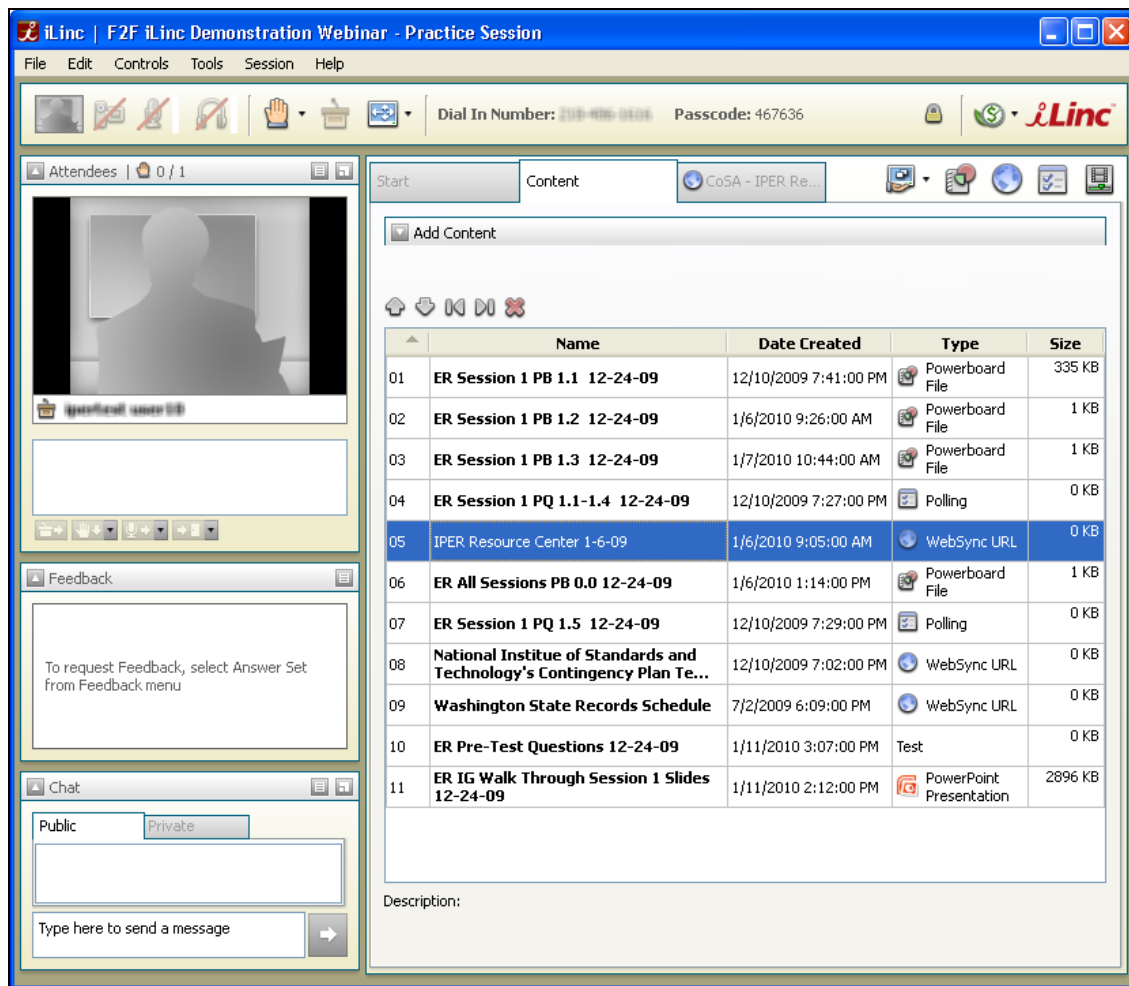 iLinc | F2F iLinc Demonstration Webinar - Practice Session
File Edit Controls Tools Session Help
Dial In Number: Passcode: 467636
iLinc
Attendees | 0 / 1
Start Content CoSA - IPER Re...
Add Content
Name Date Created Type Size
01 ER Session 1 PB 1.1 12-24-09 12/10/2009 7:41:00 PM Powerboard File 335 KB
02 ER Session 1 PB 1.2 12-24-09 1/6/2010 9:26:00 AM Powerboard File 1 KB
03 ER Session 1 PB 1.3 12-24-09 1/7/2010 10:44:00 AM Powerboard File 1 KB
04 ER Session 1 PQ 1.1-1.4 12-24-09 12/10/2009 7:27:00 PM Polling 0 KB
05 IPER Resource Center 1-6-09 1/6/2010 9:05:00 AM WebSync URL 0 KB
06 ER All Sessions PB 0.0 12-24-09 1/6/2010 1:14:00 PM Powerboard File 1 KB
07 ER Session 1 PQ 1.5 12-24-09 12/10/2009 7:29:00 PM Polling 0 KB
08 National Institue of Standards and Technology's Contingency Plan Te... 12/10/2009 7:02:00 PM WebSync URL 0 KB
09 Washington State Records Schedule 7/2/2009 6:09:00 PM WebSync URL 0 KB
10 ER Pre-Test Questions 12-24-09 1/11/2010 3:07:00 PM Test 0 KB
11 ER IG Walk Through Session 1 Slides 12-24-09 1/11/2010 2:12:00 PM PowerPoint Presentation 2896 KB
Description:
Feedback
To request Feedback, select Answer Set
from Feedback menu
Chat
Public Private
Type here to send a message